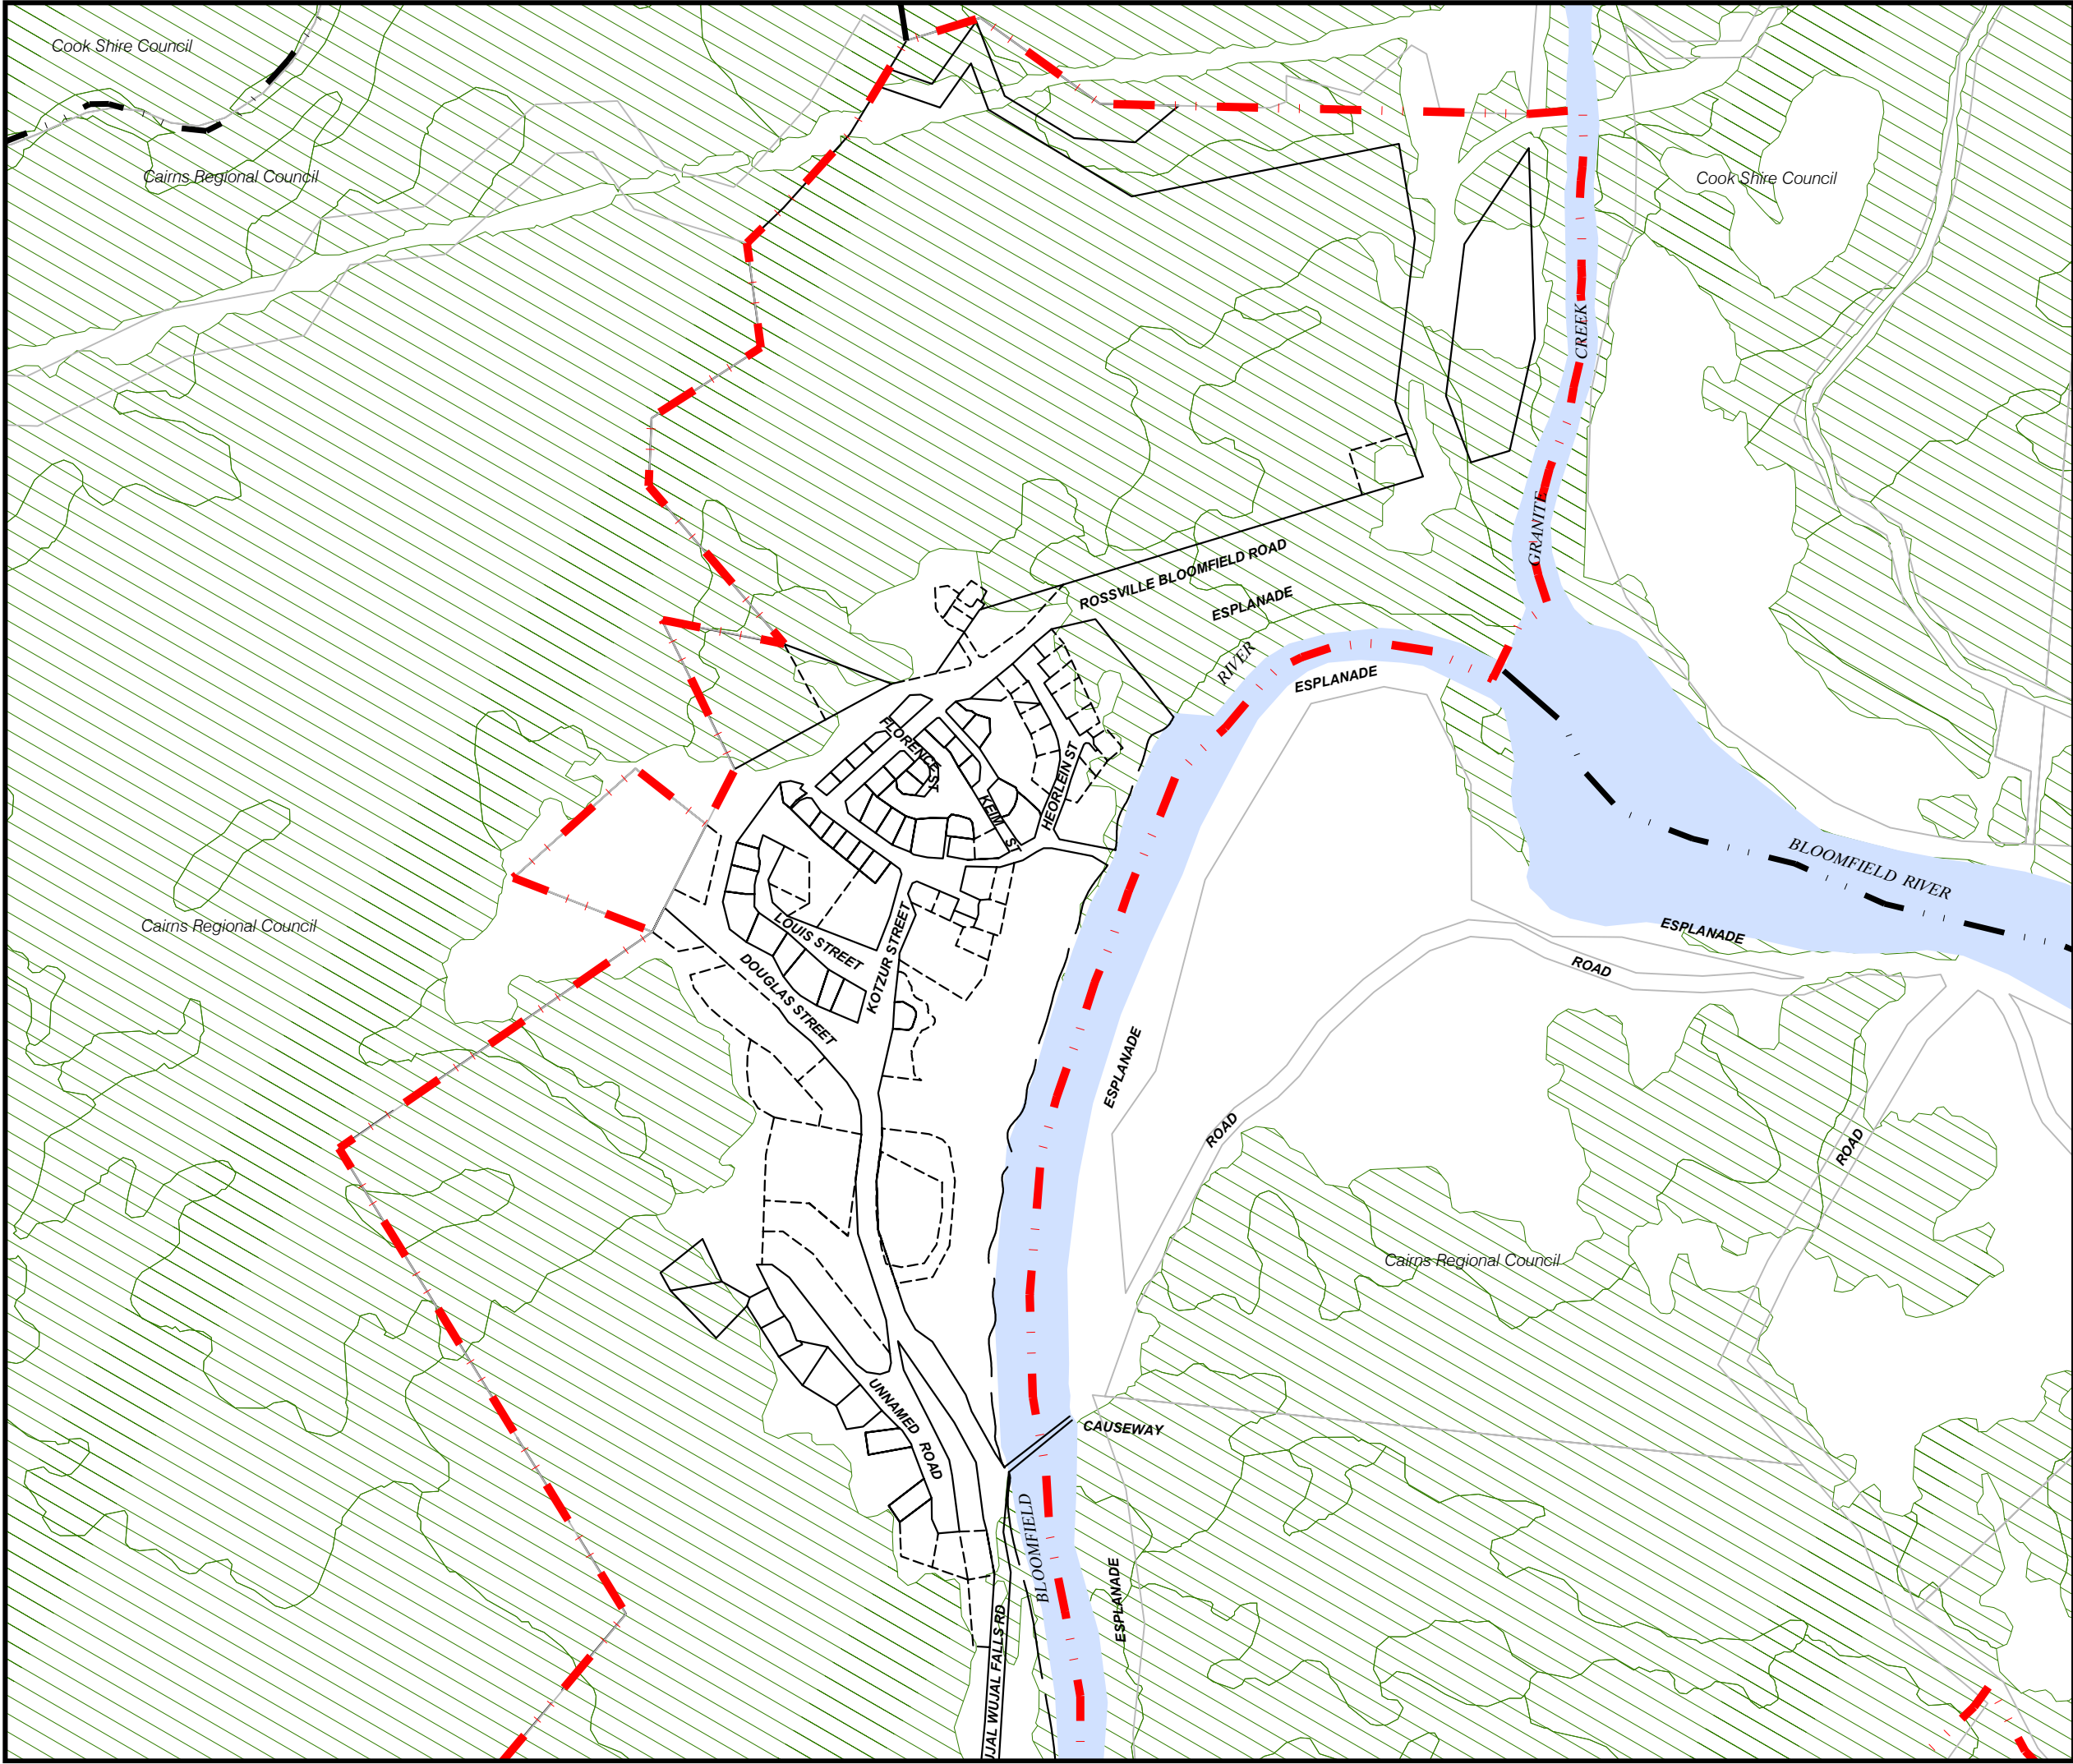 Cook Shire Council
Cairns Regional Council
Cook Shire Council
CREEK
GRANITE
ROSSVILLE BLOOMFIELD ROAD
ESPLANADE
RIVER
ESPLANADE
FLORENCE ST
KEIM ST
HEORLEIN ST
BLOOMFIELD RIVER
ESPLANADE
ROAD
Cairns Regional Council
LOUIS STREET
KOTZUR STREET
DOUGLAS STREET
ESPLANADE
ROAD
ROAD
Cairns Regional Council
UNNAMED ROAD
CAUSEWAY
BLOOMFIELD
ESPLANADE
UJAL WUJAL FALLS RD